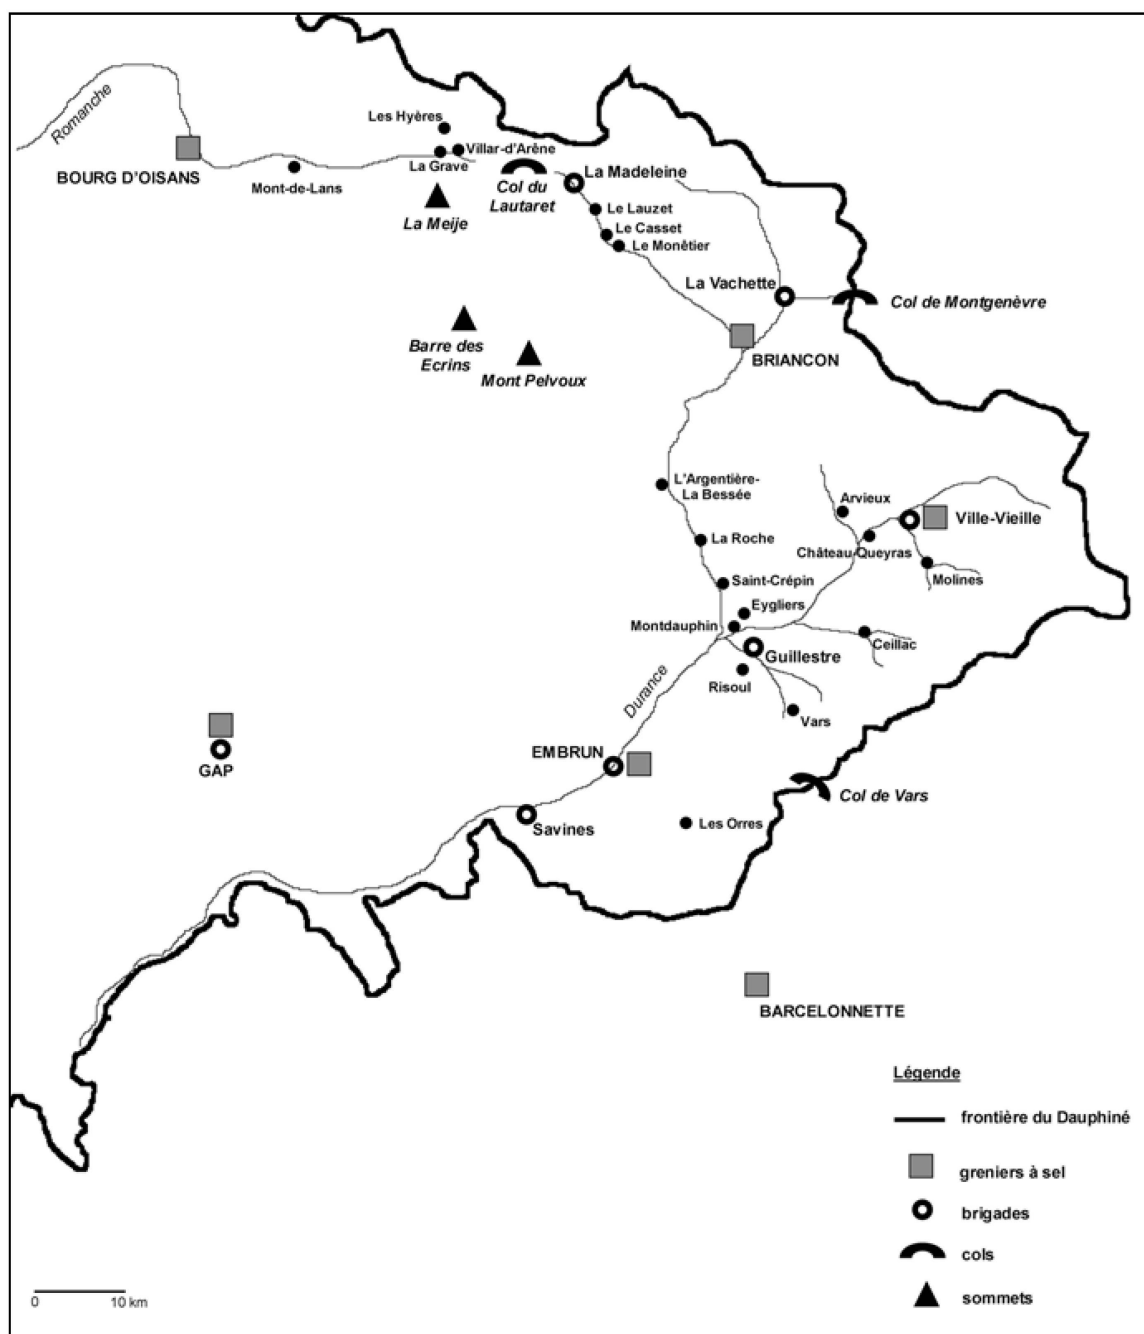 Romanche
Les Hyères
Villar-d'Arêne
BOURG D'OISANS
La Grave
Mont-de-Lans
Col du
Lautaret
La Madeleine
La Meije
Le Lauzet
Le Casset
Le Monêtier
La Vachette
Col de Montgenèvre
Barre des
Ecrins
Mont Pelvoux
BRIANCON
L'Argentière-
La Bessée
Arvieux
Ville-Vieille
La Roche
Château Queyras
Saint-Crépin
Molines
Eygliers
Montdauphin
Ceillac
Guillestre
Risoul
Durance
Vars
GAP
EMBRUN
Col de Vars
Savines
Les Orres
BARCELONNETTE
Légende
frontière du Dauphiné
greniers à sel
brigades
cols
sommets
0 10 km